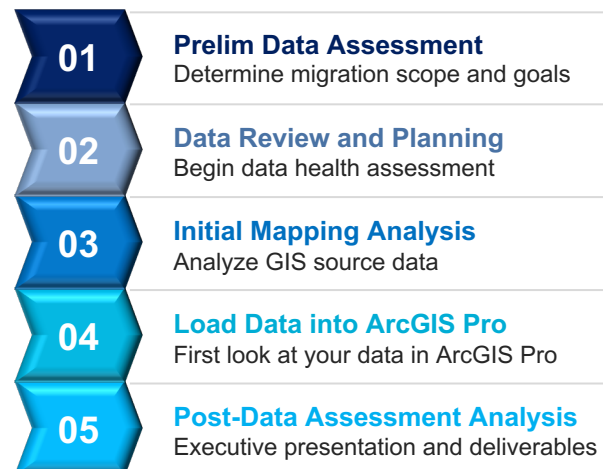 01
Prelim Data Assessment
Determine migration scope and goals
02
Data Review and Planning
Begin data health assessment
03
Initial Mapping Analysis
Analyze GIS source data
04
Load Data into ArcGIS Pro
First look at your data in ArcGIS Pro
05
Post-Data Assessment Analysis
Executive presentation and deliverables